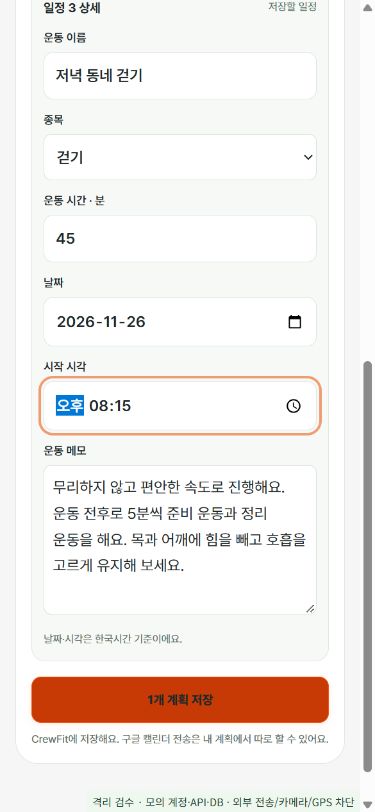 일정 3 상세
저장할 일정
운동 이름
저녁 동네 걷기
종목
걷기
운동 시간 · 분
45
날짜
2026-11-26
시작 시각
오후 08:15
운동 메모
무리하지 않고 편안한 속도로 진행해요.
운동 전후로 5분씩 준비 운동과 정리
운동을 해요. 목과 어깨에 힘을 빼고 호흡을
고르게 유지해 보세요.
날짜·시각은 한국시간 기준이에요.
1개 계획 저장
CrewFit에 저장해요. 구글 캘린더 전송은 내 계획에서 따로 할 수 있어요.
격리 검수 · 모의 계정·API·DB · 외부 전송/카메라/GPS 차단